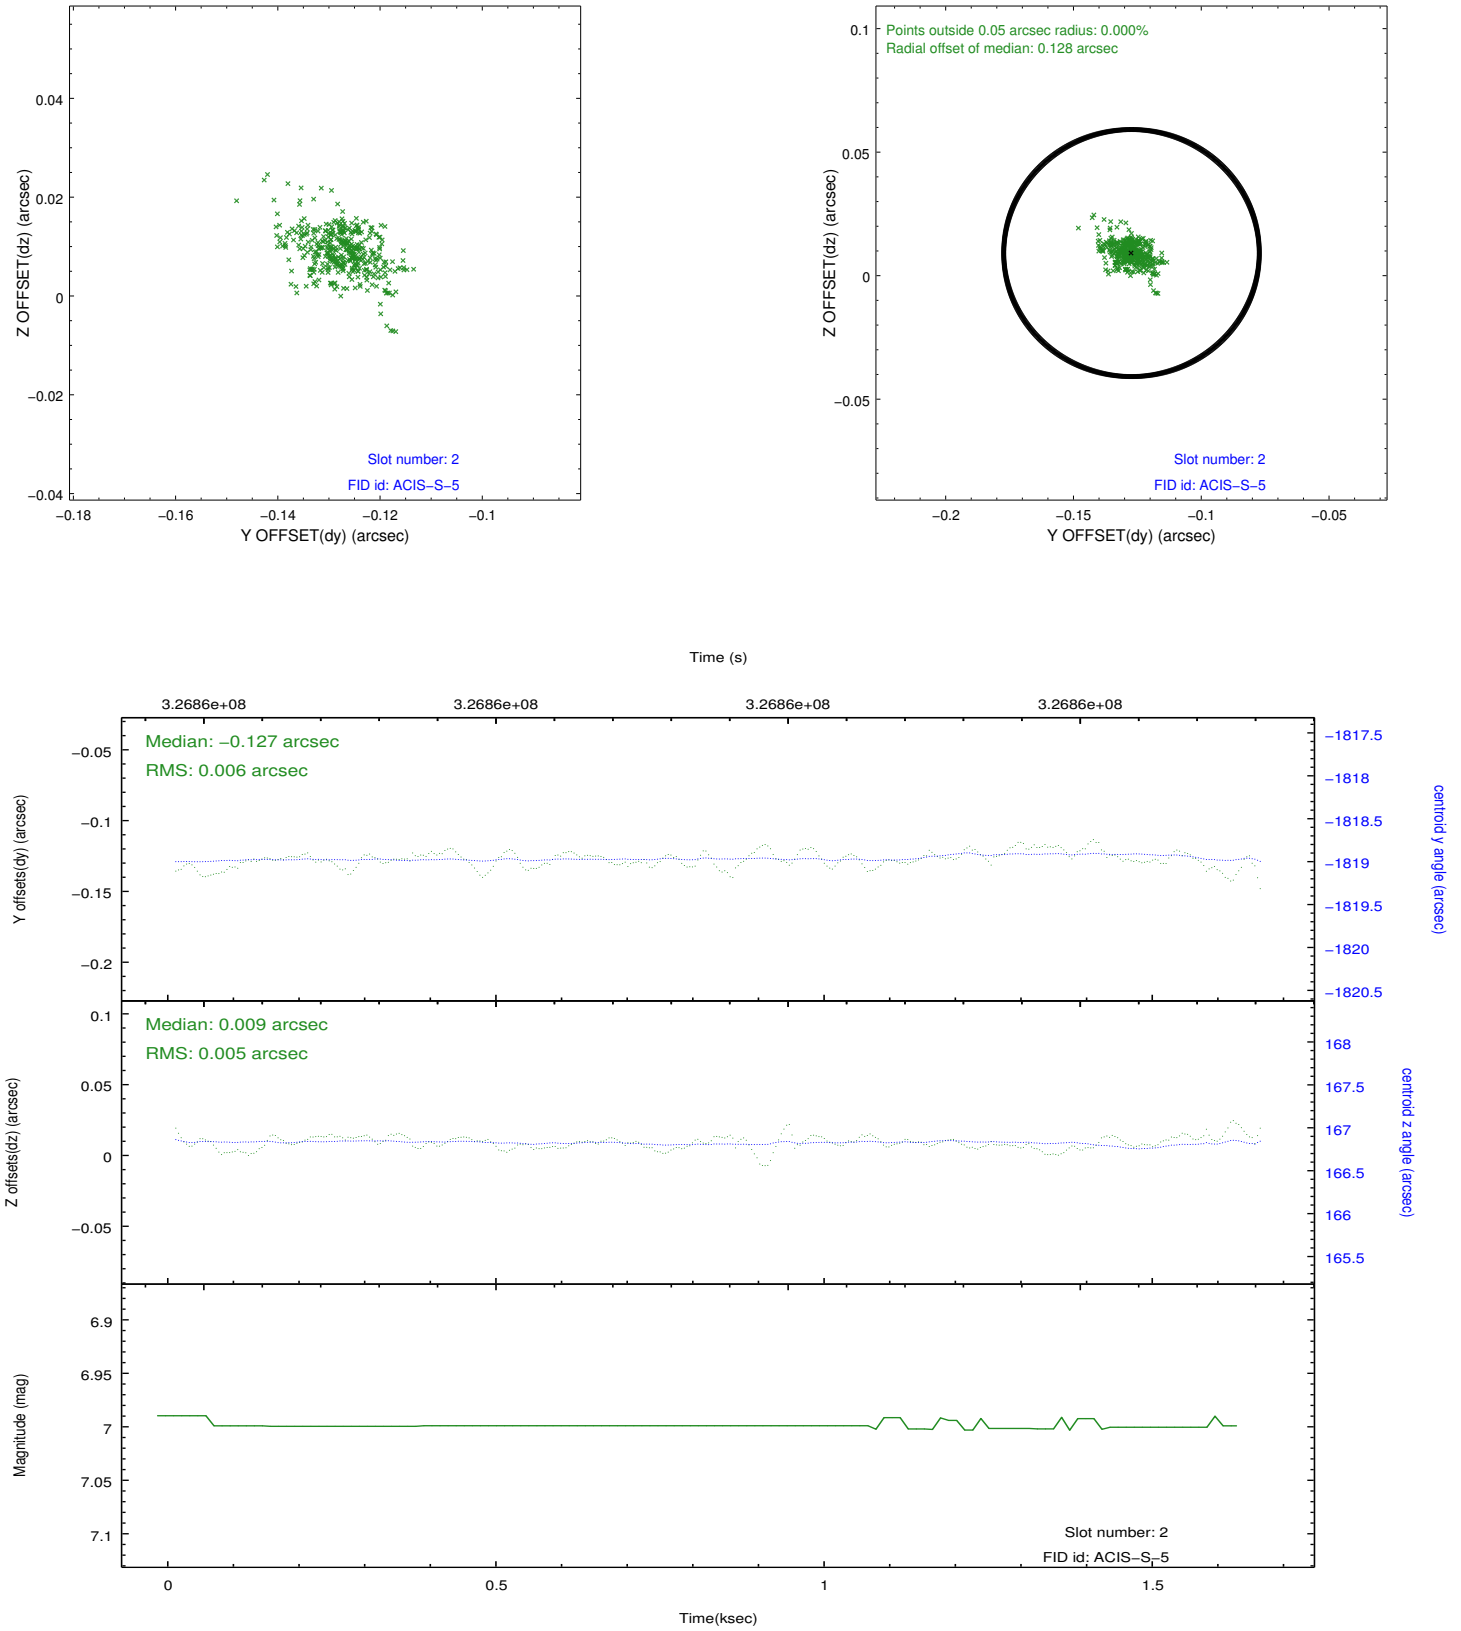 0.04
0.02
0
−0.02
−0.04
−0.18
−0.16
−0.14
−0.12
−0.1
Z OFFSET(dz) (arcsec)
Y OFFSET(dy) (arcsec)
Slot number: 2
FID id: ACIS−S−5
Points outside 0.05 arcsec radius: 0.000%
Radial offset of median: 0.128 arcsec
0.1
0.05
0
−0.05
−0.2
−0.15
−0.1
−0.05
Z OFFSET(dz) (arcsec)
Y OFFSET(dy) (arcsec)
Slot number: 2
FID id: ACIS−S−5
Time (s)
3.2686e+08
3.2686e+08
3.2686e+08
3.2686e+08
Median: −0.127 arcsec
RMS: 0.006 arcsec
−0.05
−0.1
−0.15
−0.2
Y offsets(dy) (arcsec)
−1817.5
−1818
−1818.5
−1819
−1819.5
−1820
−1820.5
centroid y angle (arcsec)
Median: 0.009 arcsec
RMS: 0.005 arcsec
0.1
0.05
0
−0.05
Z offsets(dz) (arcsec)
168
167.5
167
166.5
166
165.5
centroid z angle (arcsec)
6.9
6.95
7
7.05
7.1
Magnitude (mag)
Slot number: 2
FID id: ACIS−S−5
0
0.5
1
1.5
Time(ksec)